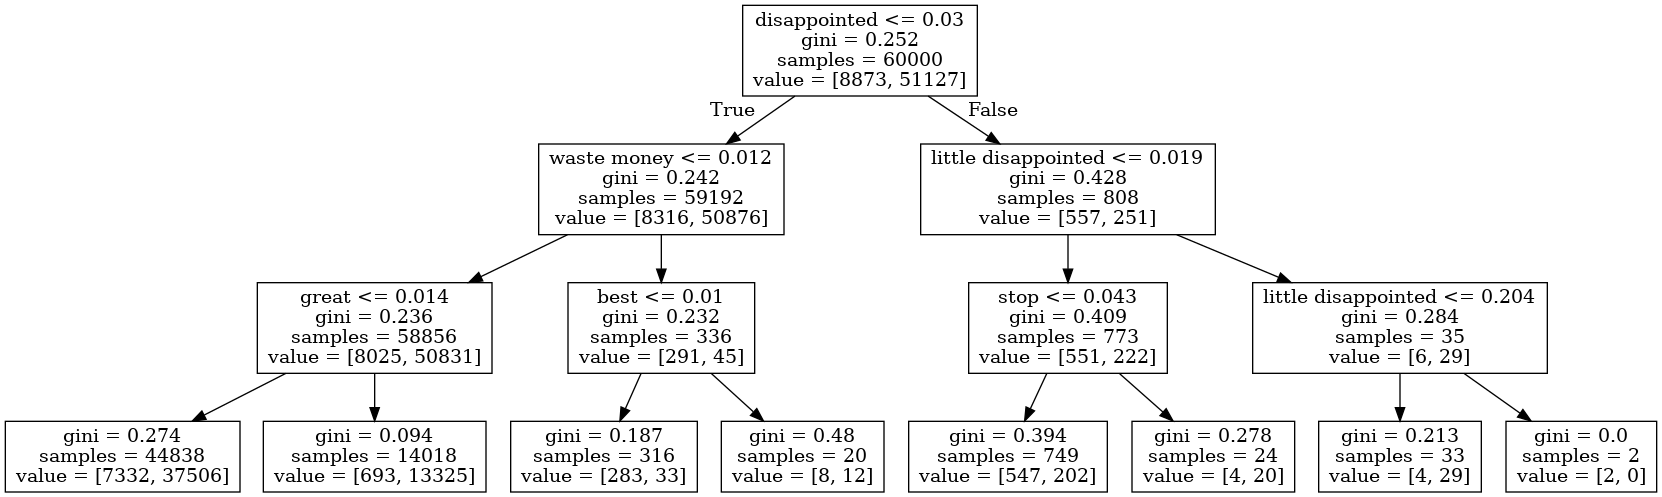 disappointed <= 0.03
gini = 0.252
samples = 60000
value = [8873, 51127]
True
False
waste money <= 0.012
gini = 0.242
samples = 59192
value = [8316, 50876]
little disappointed <= 0.019
gini = 0.428
samples = 808
value = [557, 251]
great <= 0.014
gini = 0.236
samples = 58856
value = [8025, 50831]
best <= 0.01
gini = 0.232
samples = 336
value = [291, 45]
stop <= 0.043
gini = 0.409
samples = 773
value = [551, 222]
little disappointed <= 0.204
gini = 0.284
samples = 35
value = [6, 29]
gini = 0.274
samples = 44838
value = [7332, 37506]
gini = 0.094
samples = 14018
value = [693, 13325]
gini = 0.187
samples = 316
value = [283, 33]
gini = 0.48
samples = 20
value = [8, 12]
gini = 0.394
samples = 749
value = [547, 202]
gini = 0.278
samples = 24
value = [4, 20]
gini = 0.213
samples = 33
value = [4, 29]
gini = 0.0
samples = 2
value = [2, 0]